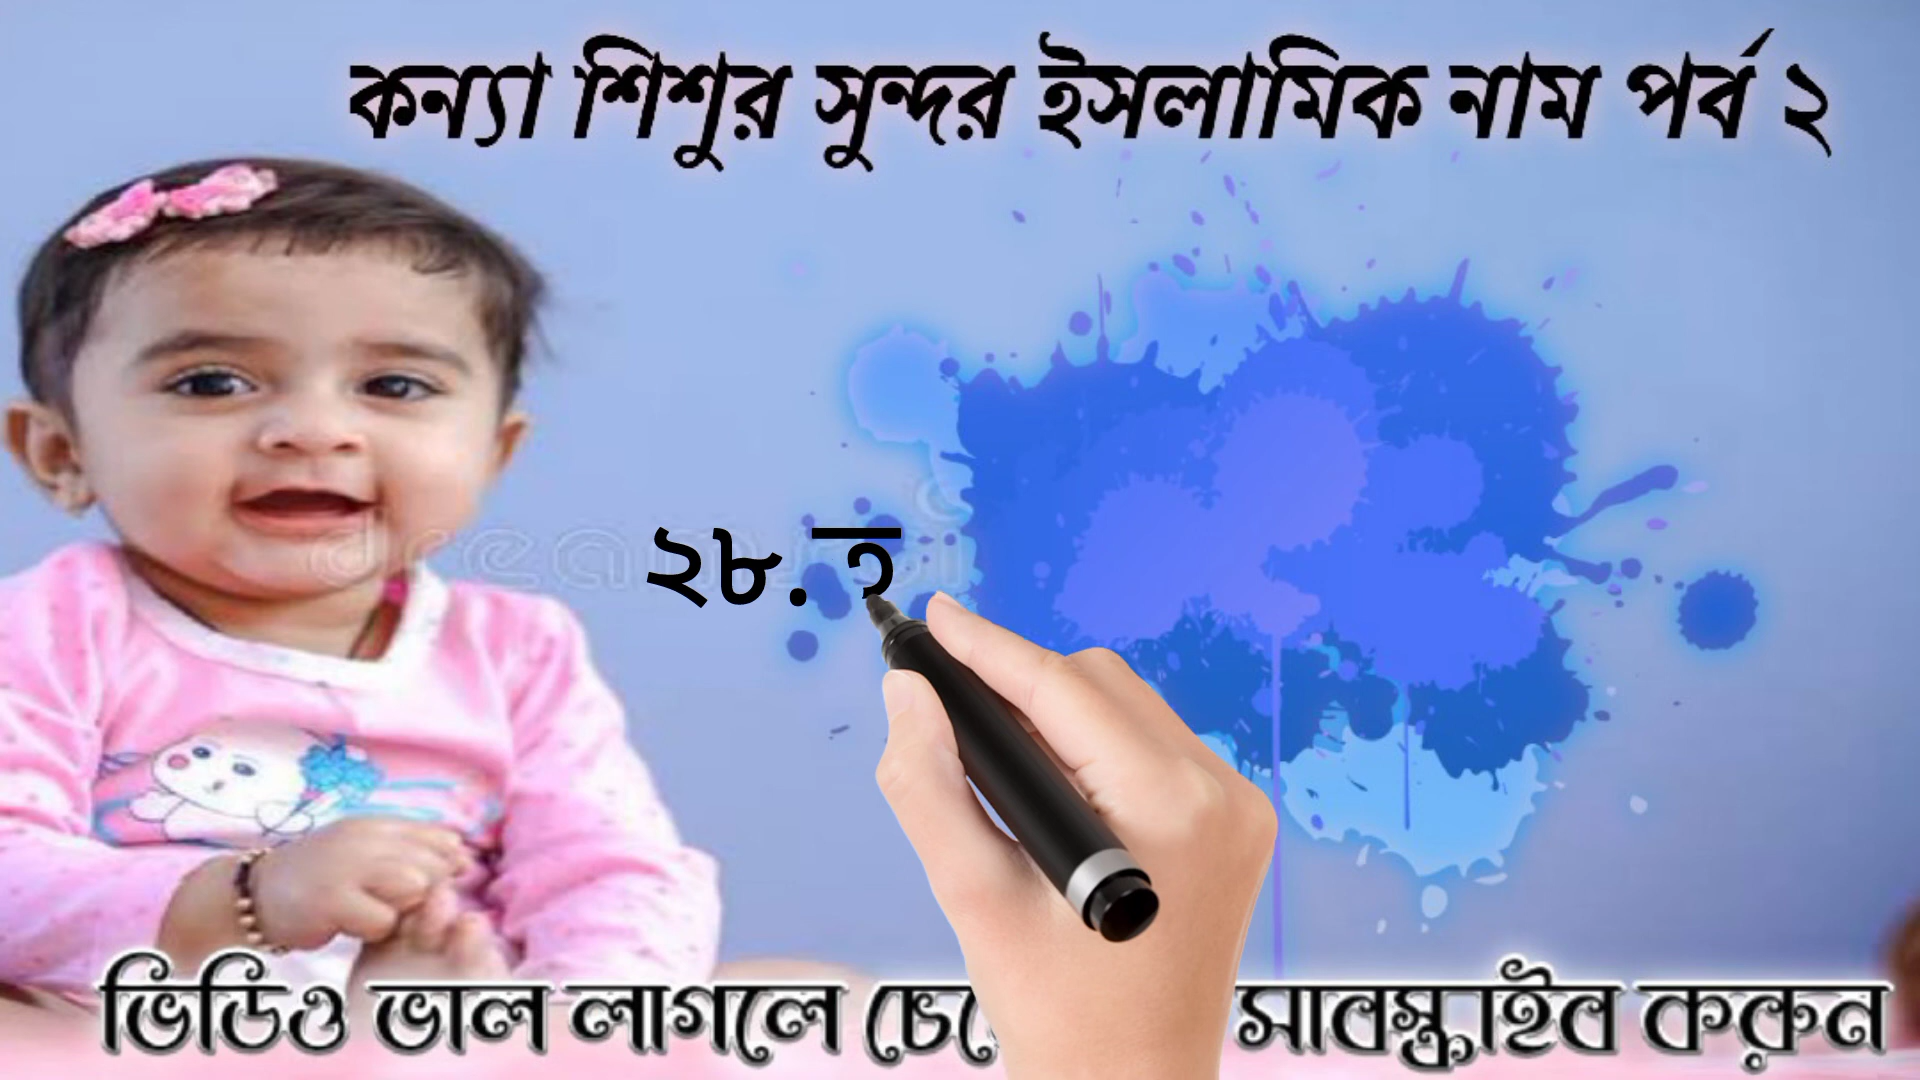 কন্যা শিশুর সুন্দর ইসলামিক নাম পর্ব ২
২৮.
ভিডিও ভাল লাগলে সাবস্ক্রাইব করুন